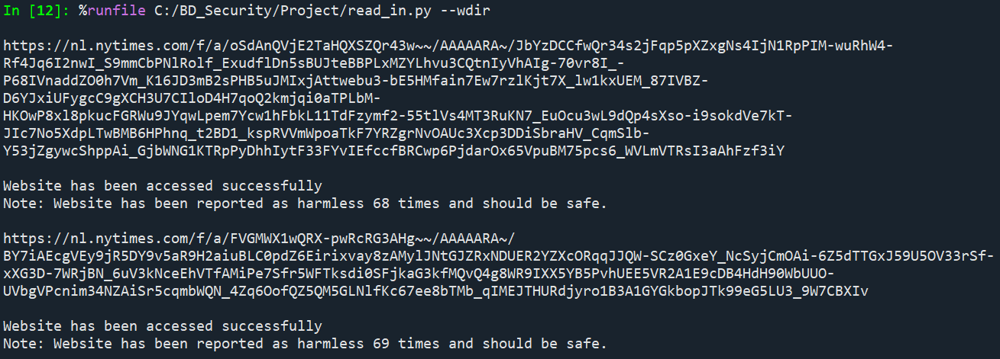 In [12]: %runfile C:/BD_Security/Project/read_in.py --wdir
https://nl.nytimes.com/f/a/oSdAnQVjE2TaHQXSZQr43w~~/AAAAARA~/JbYzDCCfwQr34s2jFqp5pXZxgNs4IjN1RpPIM-wuRhW4-
Rf4Jq6I2nwI_S9mmCbPNlRolf_ExudflDn5sBUJteBBPLxMZYLhvu3CQtnIyVhAIg-70vr8I_-
P68IVnaddZO0h7Vm_K16JD3mB2sPHB5uJMIxjAttwebu3-bE5HMfain7Ew7rzlKjt7X_lw1kxUEM_87IVBZ-
D6YJxiUFygcC9gXCH3U7CIloD4H7qoQ2kmjqi0aTPLbM-
HKOwP8xl8pkucFGRWu9JYqwLpem7Ycw1hFbkL11TdFzymf2-55tlVs4MT3RuKN7_EuOcu3wL9dQp4sXso-i9sokdVe7kT-
JIc7No5XdpLTwBMB6HPhnq_t2BD1_kspRVVmWpoaTkF7YRZgrNvOAUc3Xcp3DDiSbraHV_CqmSlb-
Y53jZgywcShppAi_GjbWNG1KTRpPyDhhIytF33FYvIEfccfBRCwp6PjdarOx65VpuBM75pcs6_WVLmVTRsI3aAhFzf3iY
Website has been accessed successfully
Note: Website has been reported as harmless 68 times and should be safe.
https://nl.nytimes.com/f/a/FVGMWX1wQRX-pwRcRG3AHg~~/AAAAARA~/
BY7iAEcgVEy9jR5DY9v5aR9H2aiuBLC0pdZ6Eirixvay8zAMylJNtGJZRxNDUER2YZXcORqqJJQW-SCz0GxeY_NcSyjCmOAi-6Z5dTTGxJ59U5OV33rSf-
xXG3D-7WRjBN_6uV3kNceEhVTfAMiPe7Sfr5WFTksdi0SFjkaG3kfMQvQ4g8WR9IXX5YB5PvhUEE5VR2A1E9cDB4HdH90WbUUO-
UVbgVPcnim34NZAiSr5cqmbWQN_4Zq6OofQZ5QM5GLNlfKc67ee8bTMb_qIMEJTHURdjyro1B3A1GYGkbopJTk99eG5LU3_9W7CBXIv
Website has been accessed successfully
Note: Website has been reported as harmless 69 times and should be safe.